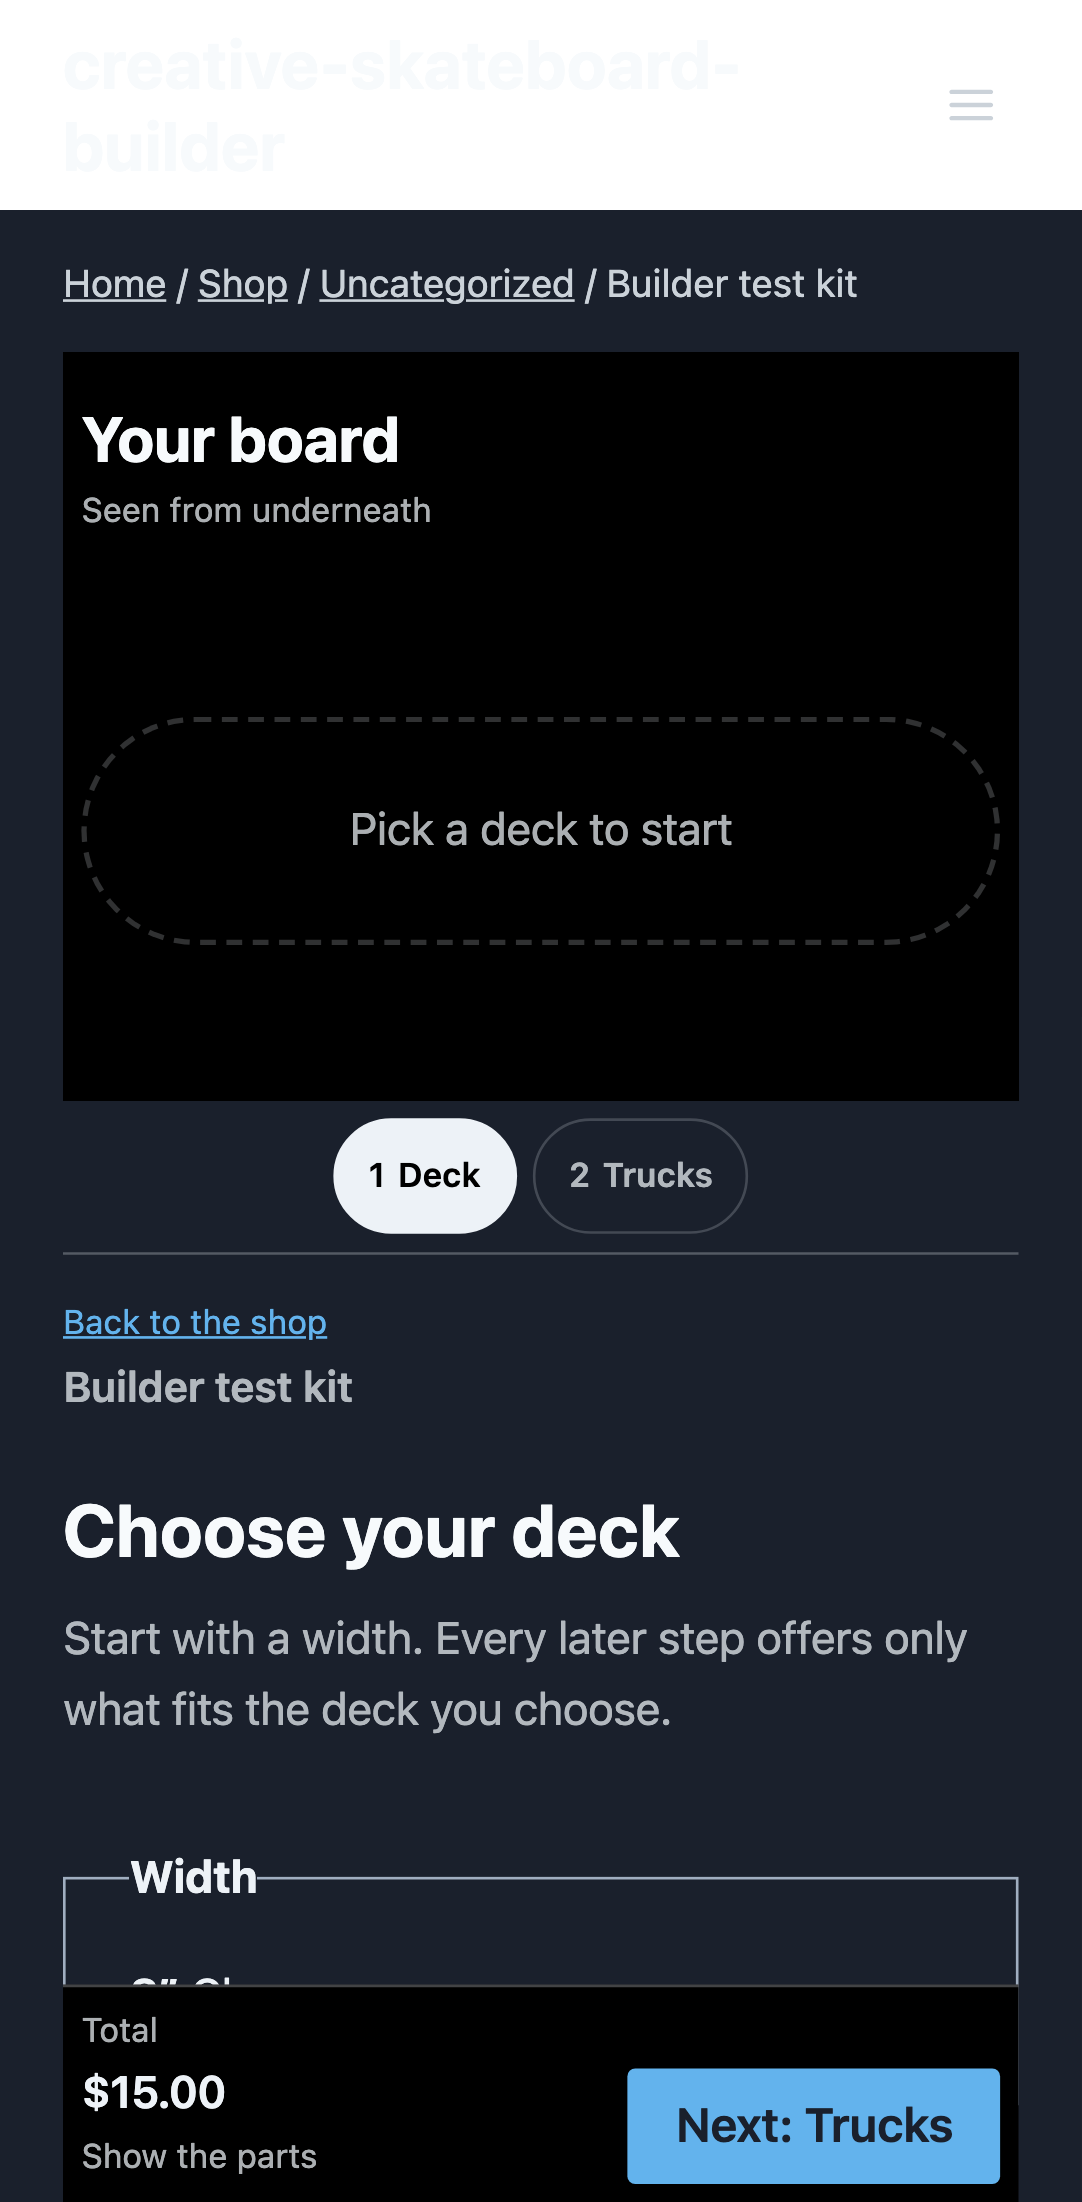 creative-skateboard-
builder
Home / Shop / Uncategorized / Builder test kit
Your board
Seen from underneath
Pick a deck to start
1 Deck
2 Trucks
Back to the shop
Builder test kit
Choose your deck
Start with a width. Every later step offers only
what fits the deck you choose.
Width
Total
$15.00
Show the parts
Next: Trucks